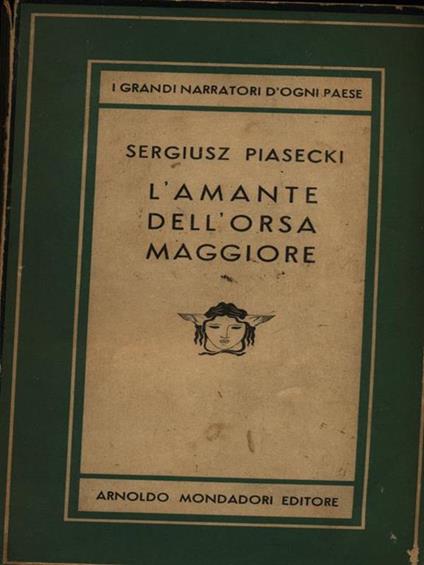 I GRANDI NARRATORI D'OGNI PAESE
SERGIUSZ PIASECKI
L'AMANTE
DELL'ORSA
MAGGIORE
ARNOLDO MONDADORI EDITORE